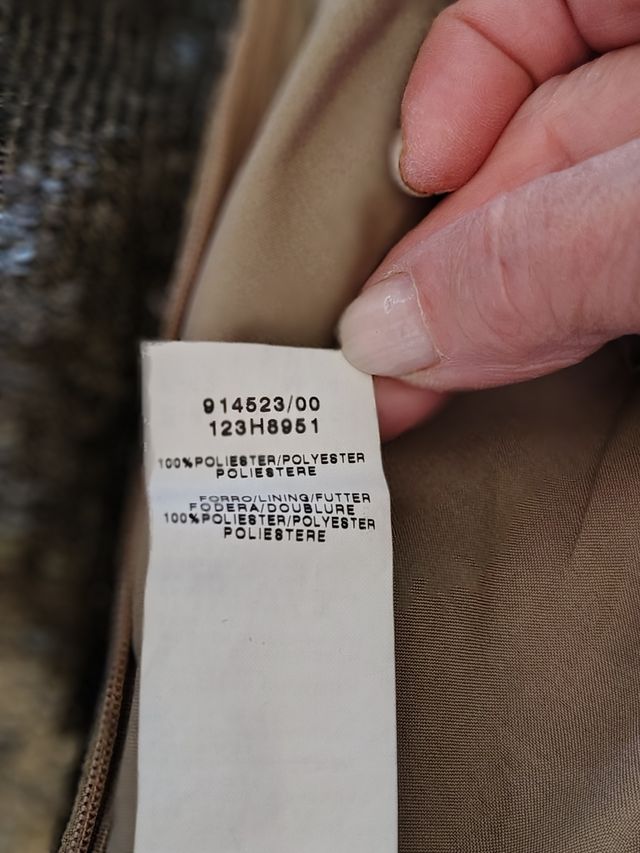 914523/00
123H8951
100%POLIESTER/POLYESTER
POLIESTERE
FORRO/LINING/FUTTER
FODERA/DOUBLURE
100%POLIESTER/POLYESTER
POLIESTERE